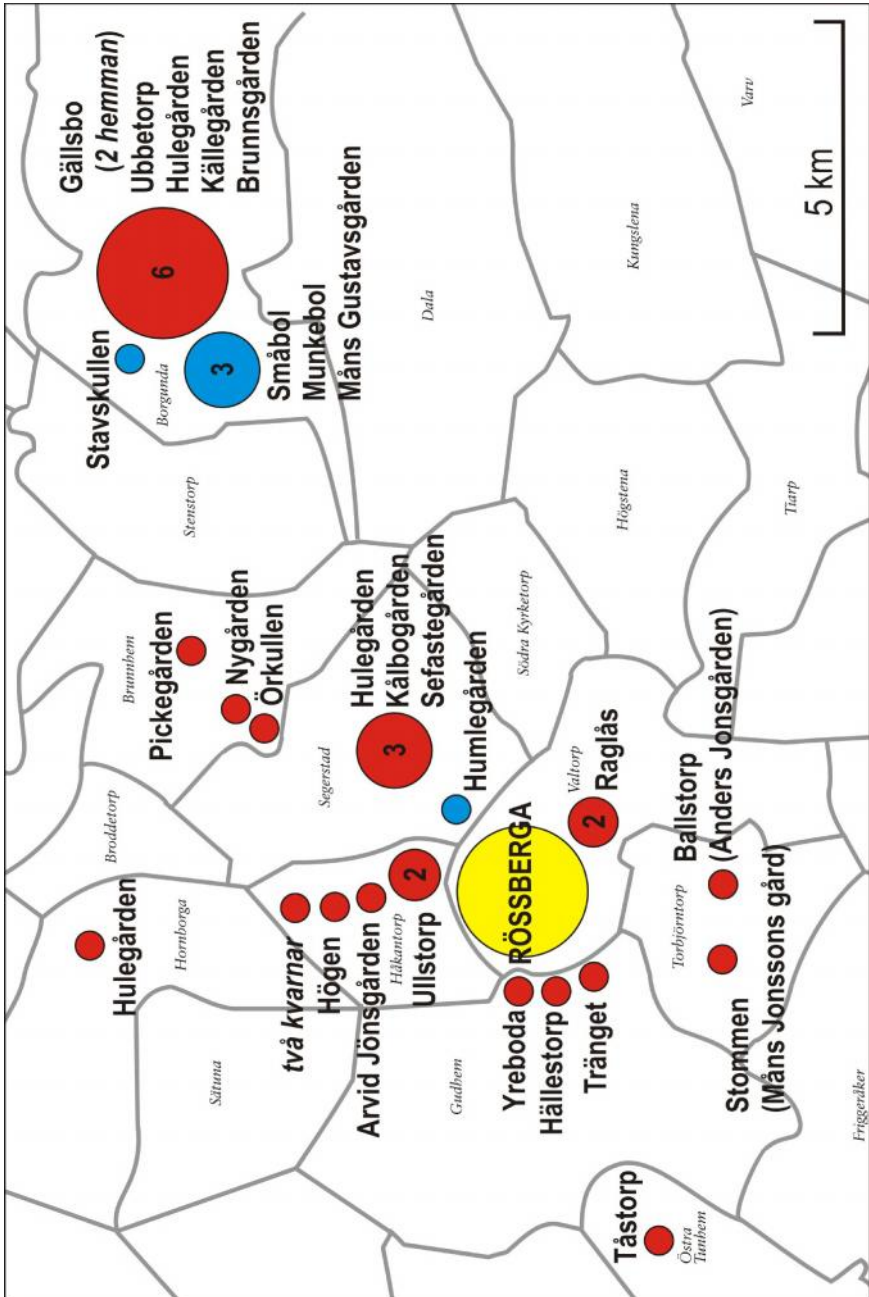 Hulegården
Hornborga
Broddetorp
Sätuna
två kvarnar
Högen
Arvid Jönsgården
Håkantorp
2
Ullstorp
Pickegården
Brunnhem
Nygården
Örkullen
Segerstad
3
Hulegården
Kålbogården
Sefastegården
Humlegården
Stenstorp
Stavskullen
Borgunda
6
Gällsbo
(2 hemman)
Ubbetorp
Hulegården
Källegården
Brunnsgården
3
Småbol
Munkebol
Måns Gustavsgården
Dala
Gudhem
Yreboda
Hällestorp
Tränget
RÖSSBERGA
Valtorp
2
Raglås
Södra Kyrketorp
Högstena
Kungslena
Varv
Tiarp
Torbjörntorp
Ballstorp
(Anders Jonsgården)
Stommen
(Måns Jonssons gård)
Tåstorp
Östra
Tunhem
Friggeråker
5 km